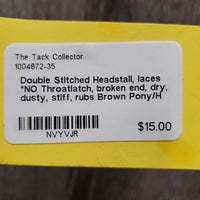 The Tack Collector
1004872-35
Double Stitched Headstall, laces
*NO Throatlatch, broken end, dry,
dusty, stiff, rubs Brown Pony/H
NVYVJR
$15.00